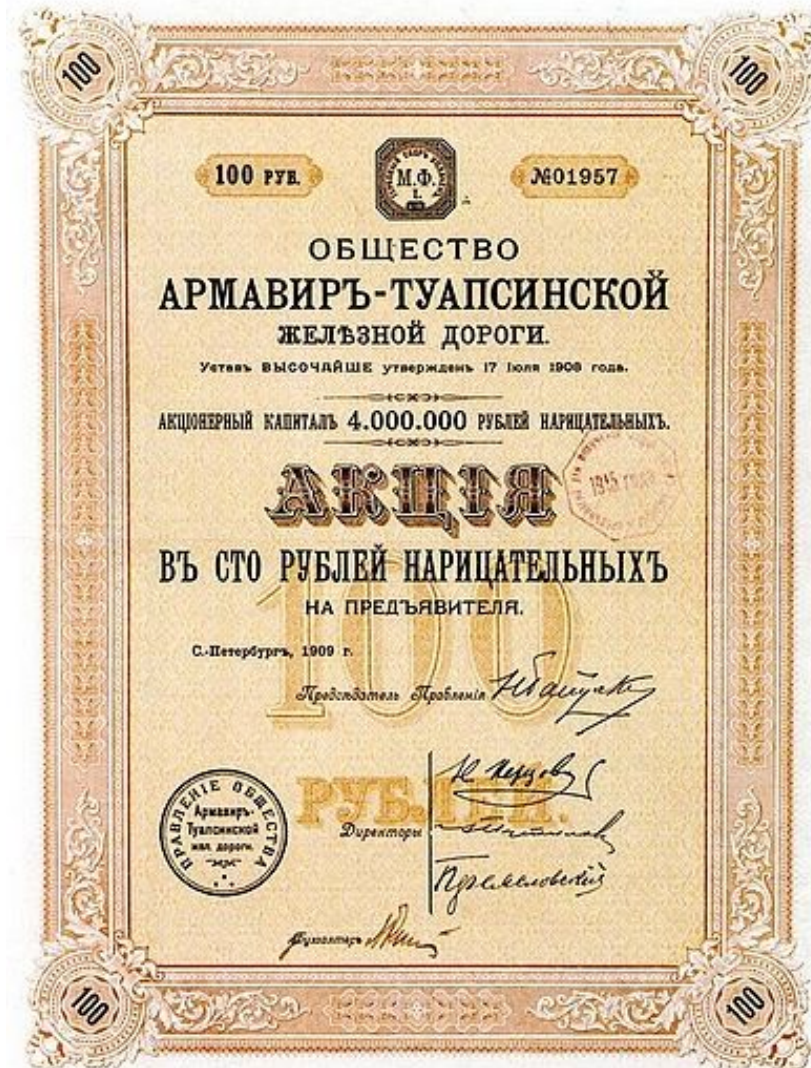 100
100
100 РУБ.
М.Ф.
№01957
ОБЩЕСТВО
АРМАВИРЪ-ТУАПСИНСКОЙ
ЖЕЛѢЗНОЙ ДОРОГИ.
Уставъ ВЫСОЧАЙШЕ утвержденъ 17 Іюля 1908 года.
АКЦІОНЕРНЫЙ КАПИТАЛЪ 4.000.000 РУБЛЕЙ НАРИЦАТЕЛЬНЫХЪ.
1915 ГОДА
АКЦІЯ
ВЪ СТО РУБЛЕЙ НАРИЦАТЕЛЬНЫХЪ
НА ПРЕДЪЯВИТЕЛЯ.
100
С.-Петербургъ, 1909 г.
Предсѣдатель Правленія
РУБЛЕЙ.
ПРАВЛЕНІЕ ОБЩЕСТВА
Армавиръ-
Туапсинской
жел. дороги.
Директоры
Бухгалтеръ
100
100